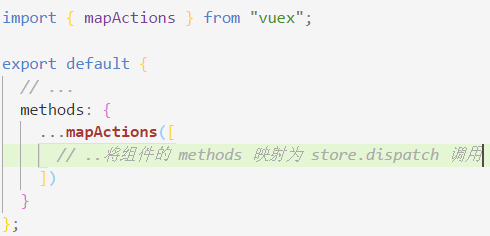 import { mapActions } from "vuex";
export default {
// ...
methods: {
...mapActions([
// ..将组件的 methods 映射为 store.dispatch 调用
])
}
};